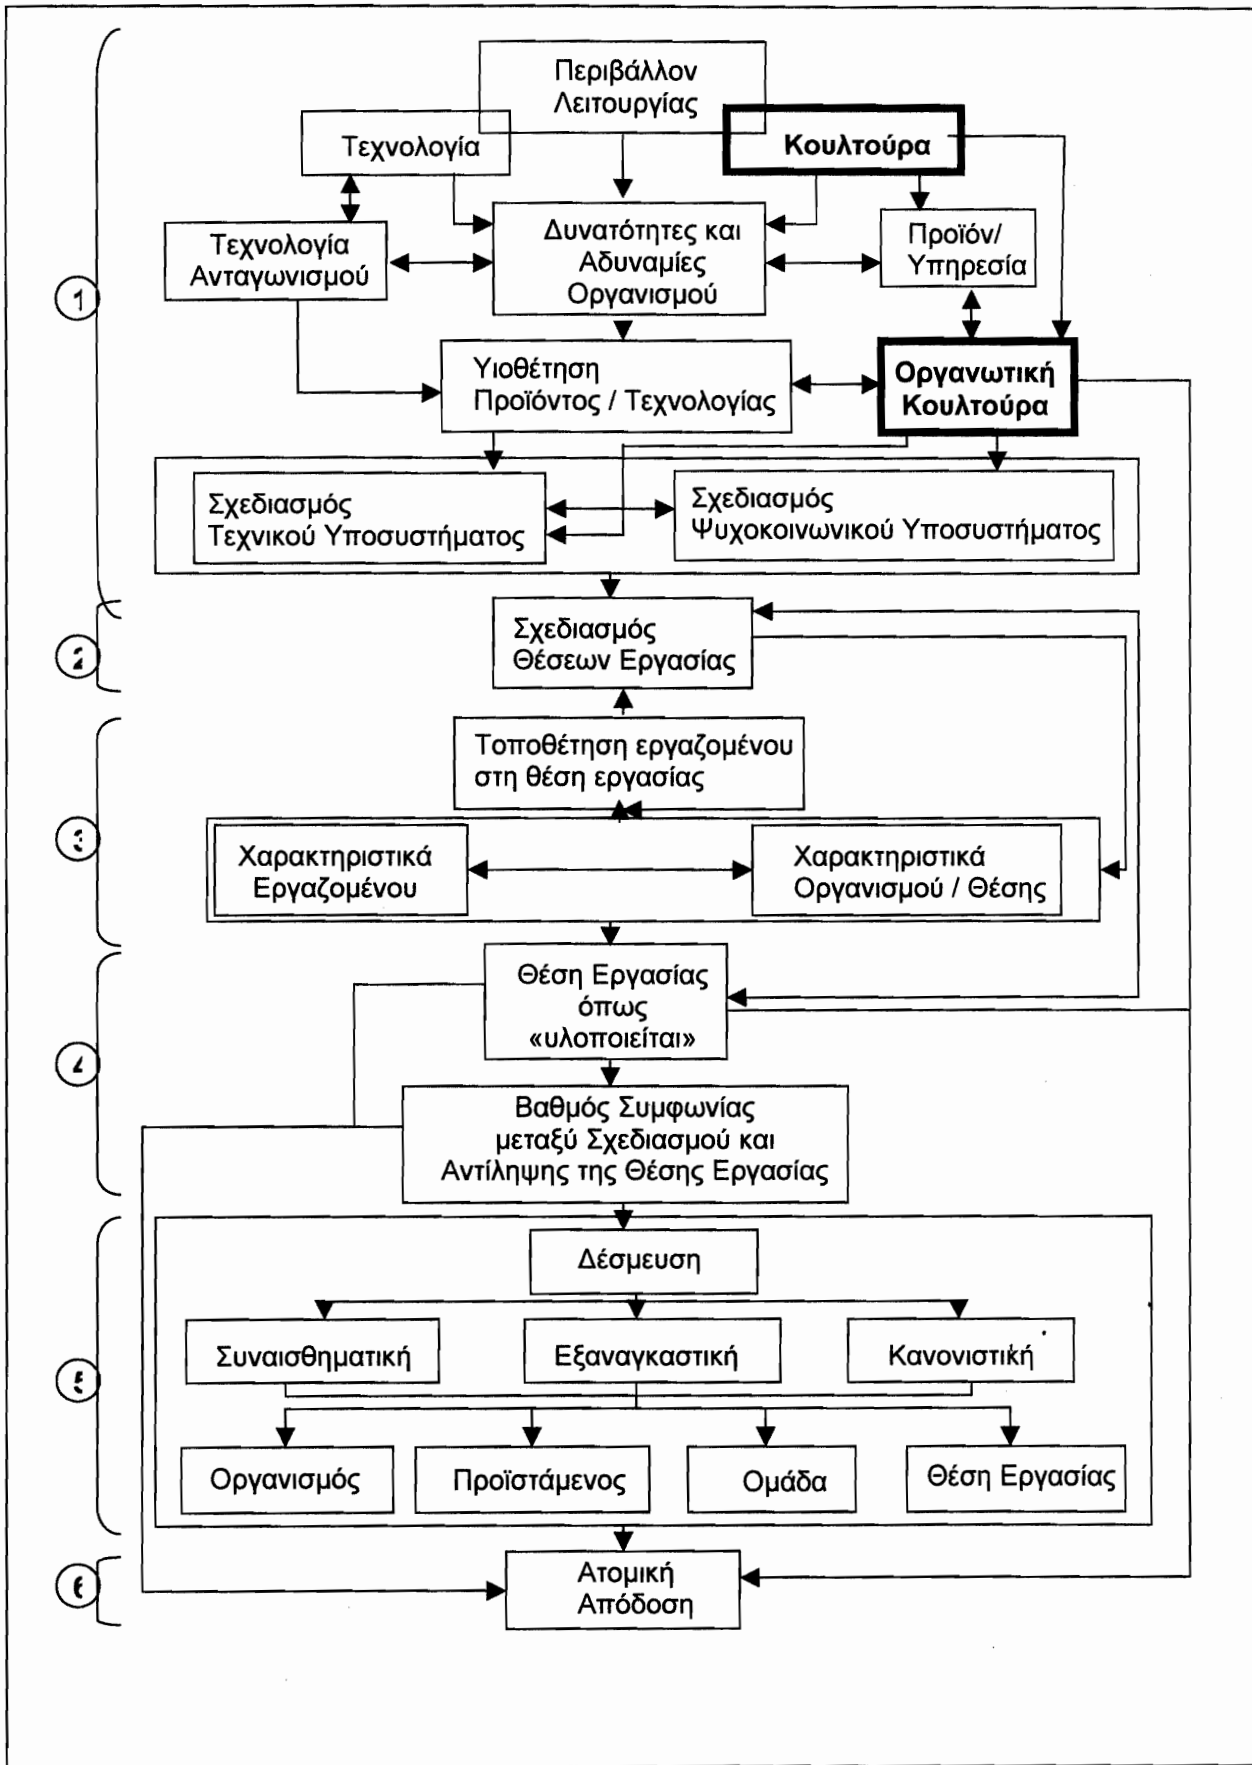 Περιβάλλον
Λειτουργίας
Τεχνολογία
Κουλτούρα
Τεχνολογία
Ανταγωνισμού
Δυνατότητες και
Αδυναμίες
Οργανισμού
Προϊόν/
Υπηρεσία
1
Υιοθέτηση
Προϊόντος / Τεχνολογίας
Οργανωτική
Κουλτούρα
Σχεδιασμός
Τεχνικού Υποσυστήματος
Σχεδιασμός
Ψυχοκοινωνικού Υποσυστήματος
2
Σχεδιασμός
Θέσεων Εργασίας
Τοποθέτηση εργαζομένου
στη θέση εργασίας
3
Χαρακτηριστικά
Εργαζομένου
Χαρακτηριστικά
Οργανισμού / Θέσης
Θέση Εργασίας
όπως
«υλοποιείται»
4
Βαθμός Συμφωνίας
μεταξύ Σχεδιασμού και
Αντίληψης της Θέσης Εργασίας
Δέσμευση
Συναισθηματική
Εξαναγκαστική
Κανονιστική
5
Οργανισμός
Προϊστάμενος
Ομάδα
Θέση Εργασίας
6
Ατομική
Απόδοση